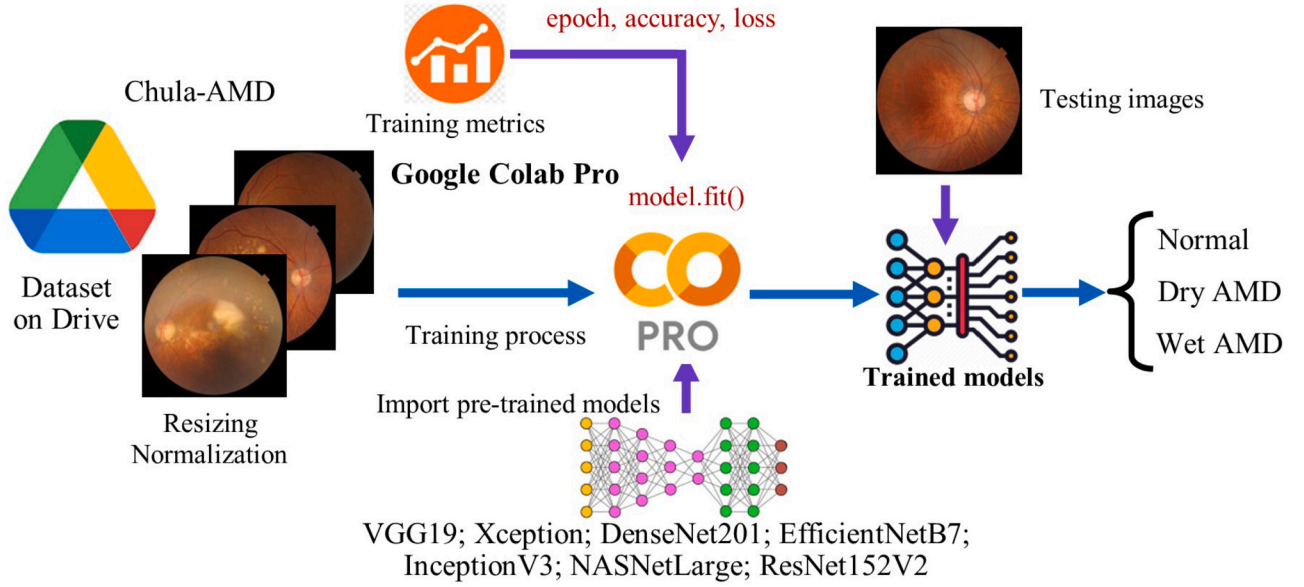 epoch, accuracy, loss
Chula-AMD
Training metrics
Testing images
Google Colab Pro
model.fit()
Dataset
on Drive
Training process
PRO
Normal
Dry AMD
Wet AMD
Trained models
Import pre-trained models
Resizing
Normalization
VGG19; Xception; DenseNet201; EfficientNetB7;
InceptionV3; NASNetLarge; ResNet152V2